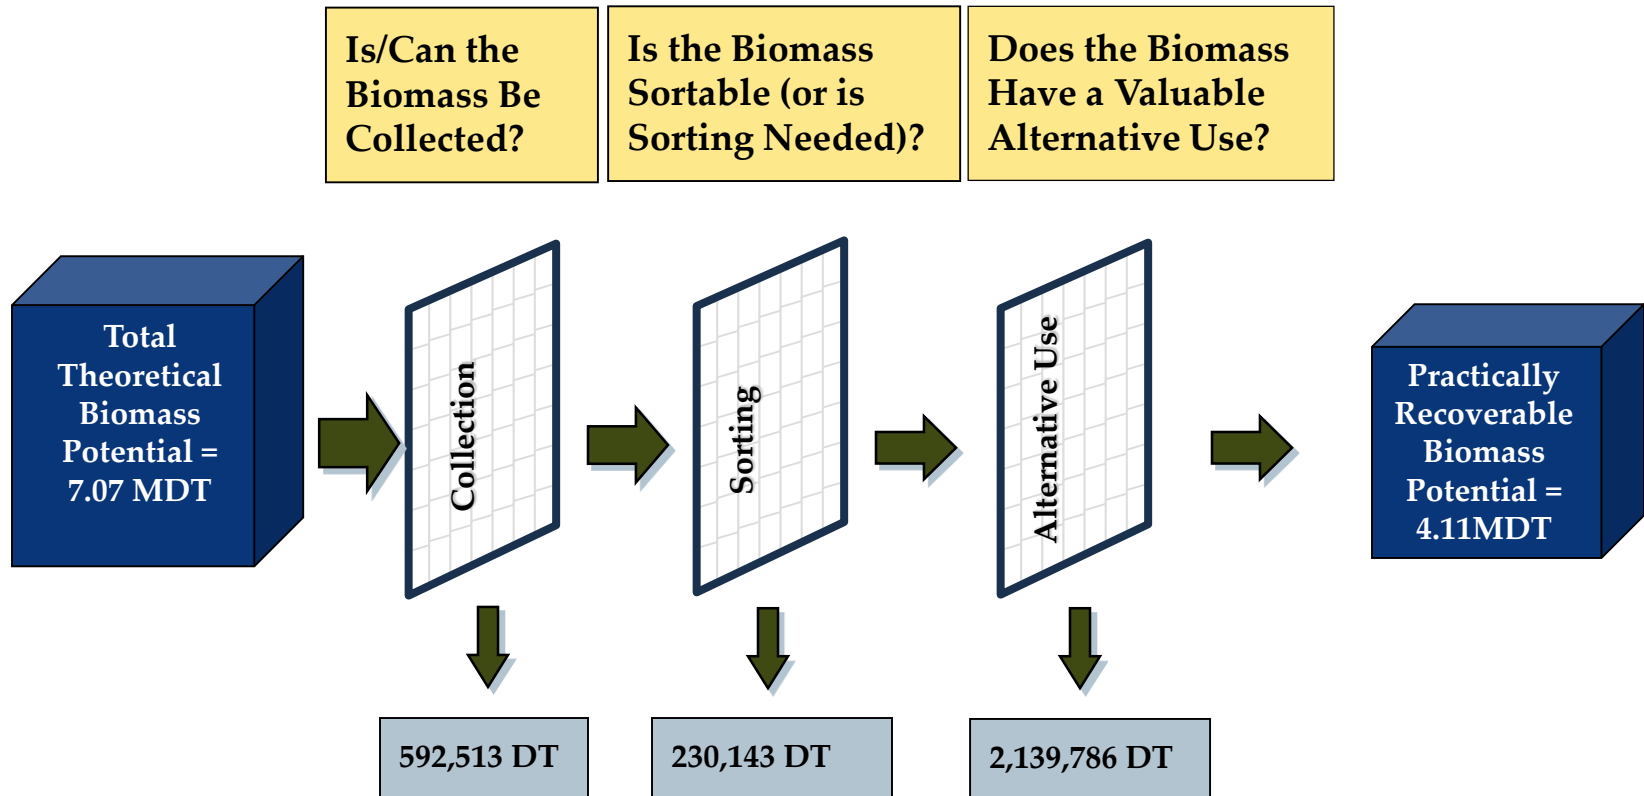 Is/Can the
Biomass Be
Collected?
Is the Biomass
Sortable (or is
Sorting Needed)?
Does the Biomass
Have a Valuable
Alternative Use?
Total
Theoretical
Biomass
Potential =
7.07 MDT
Collection
Sorting
Alternative Use
Practically
Recoverable
Biomass
Potential =
4.11MDT
592,513 DT
230,143 DT
2,139,786 DT